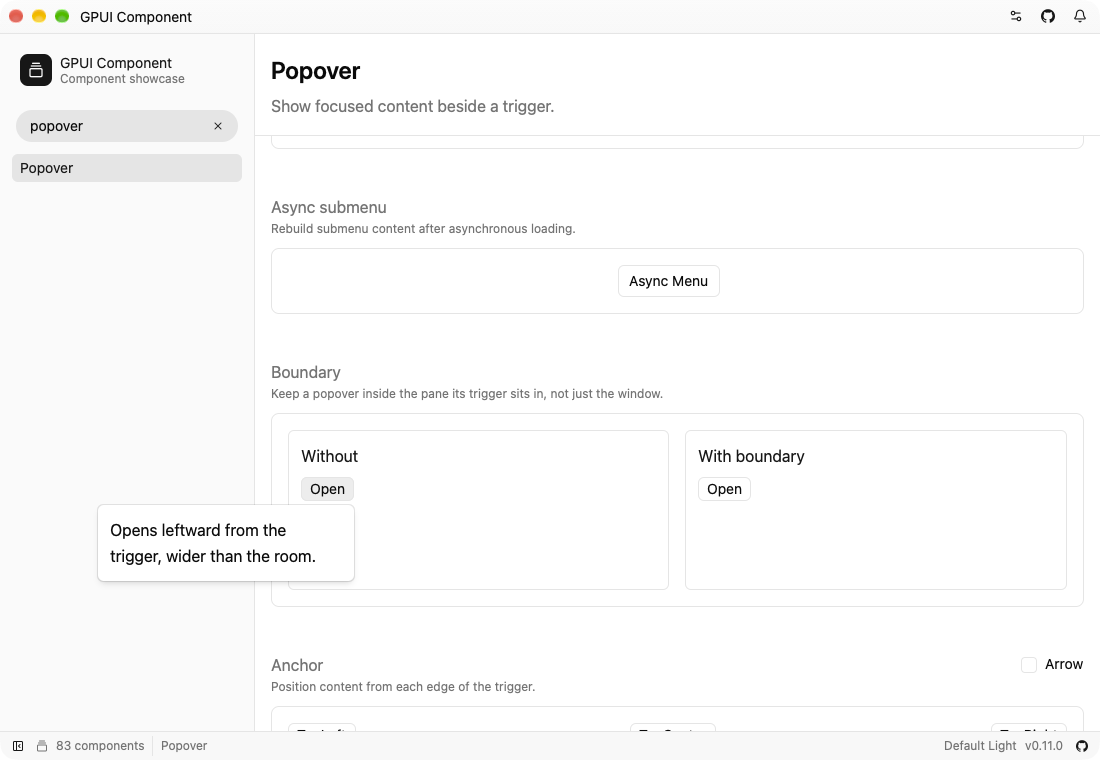 GPUI Component
GPUI Component
Component showcase
popover
Popover
Popover
Show focused content beside a trigger.
Async submenu
Rebuild submenu content after asynchronous loading.
Async Menu
Boundary
Keep a popover inside the pane its trigger sits in, not just the window.
Without
Open
Opens leftward from the
trigger, wider than the room.
With boundary
Open
Anchor
Arrow
Position content from each edge of the trigger.
83 components
Popover
Default Light
v0.11.0